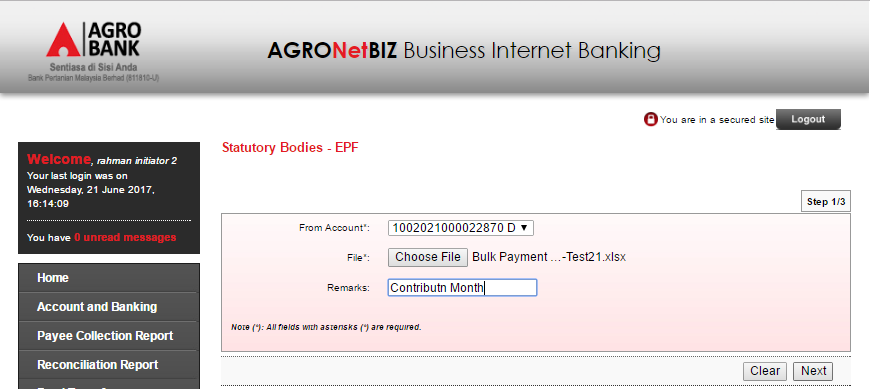 AGRO
BANK
Sentiasa di Sisi Anda
Bank Pertanian Malaysia Berhad (811810-U)
AGRONetBIZ Business Internet Banking
You are in a secured site
Logout
Welcome, rahman initiator 2
Your last login was on
Wednesday, 21 June 2017,
16:14:09
You have 0 unread messages
Home
Account and Banking
Payee Collection Report
Reconciliation Report
Statutory Bodies - EPF
Step 1/3
From Account*:
1002021000022870 D
File*:
Choose File
Bulk Payment ...-Test21.xlsx
Remarks:
Contributn Month
Note (*): All fields with asterisks (*) are required.
Clear
Next